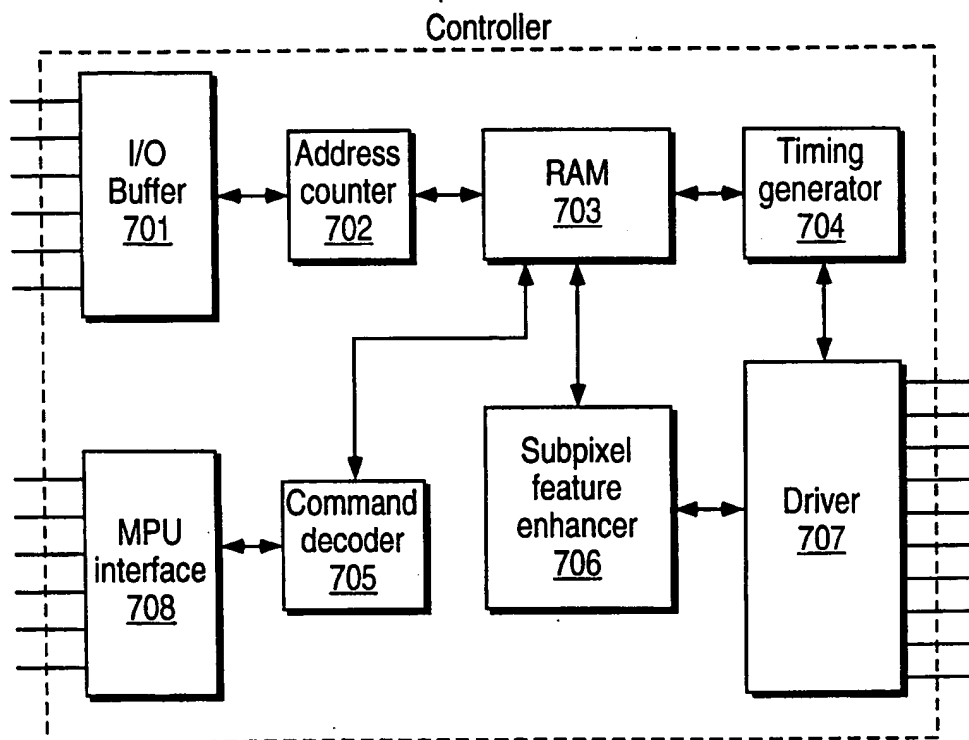 Controller
I/O
Buffer
701
Address
counter
702
RAM
703
Timing
generator
704
MPU
interface
708
Command
decoder
705
Subpixel
feature
enhancer
706
Driver
707